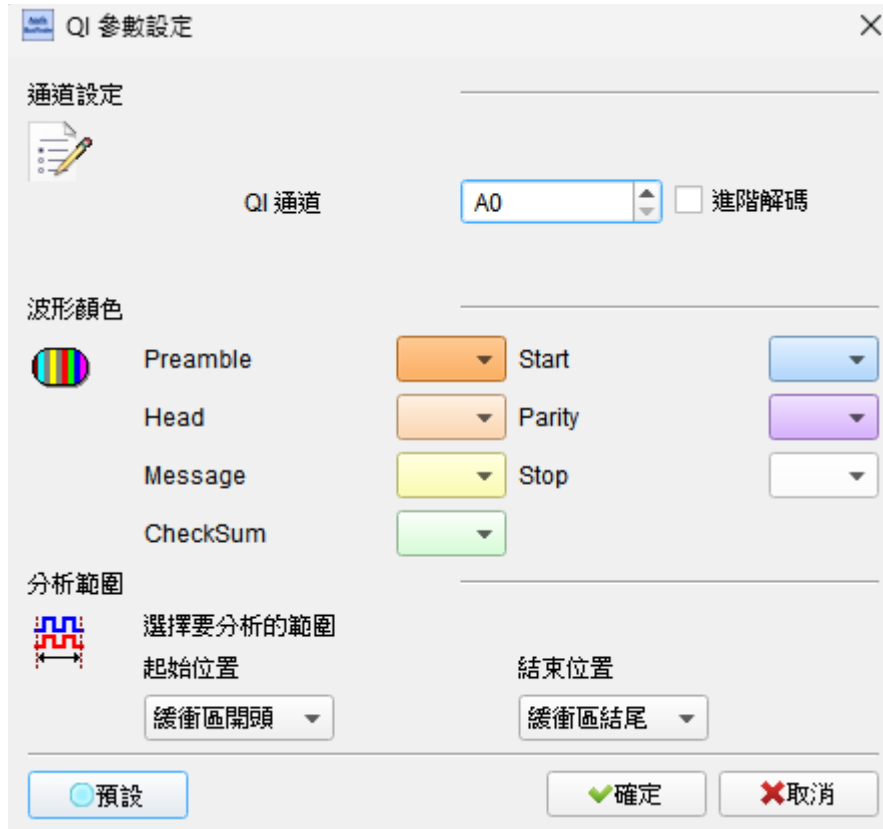 QI 參數設定
通道設定
QI 通道 A0 進階解碼
波形顏色
Preamble Start
Head Parity
Message Stop
CheckSum
分析範圍
選擇要分析的範圍
起始位置 結束位置
緩衝區開頭 緩衝區結尾
預設 確定 取消